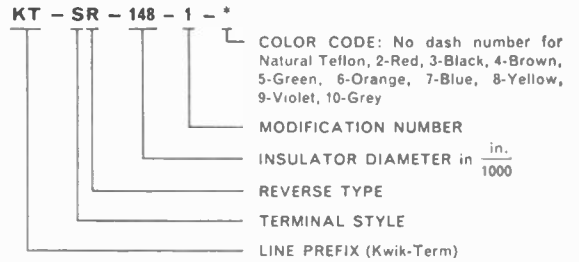 KT - SR - 148 - 1 - *
COLOR CODE: No dash number for
Natural Teflon, 2-Red, 3-Black, 4-Brown,
5-Green, 6-Orange, 7-Blue, 8-Yellow,
9-Violet, 10-Grey
MODIFICATION NUMBER
INSULATOR DIAMETER in in.
1000
REVERSE TYPE
TERMINAL STYLE
LINE PREFIX (Kwik-Term)